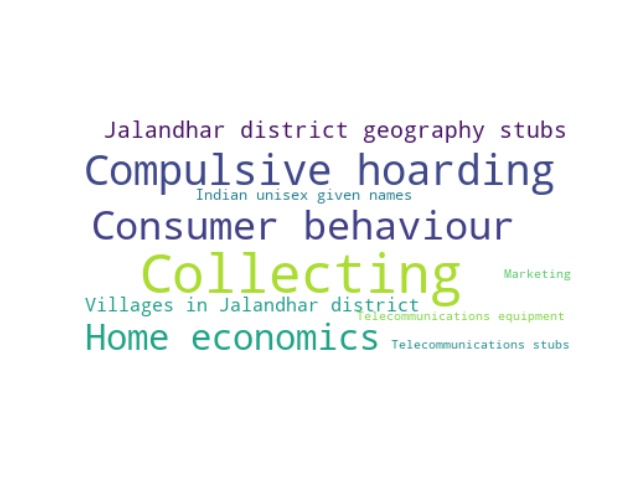 Jalandhar district geography stubs
Compulsive hoarding
Indian unisex given names
Consumer behaviour
Collecting
Marketing
Villages in Jalandhar district
Telecommunications equipment
Home economics
Telecommunications stubs